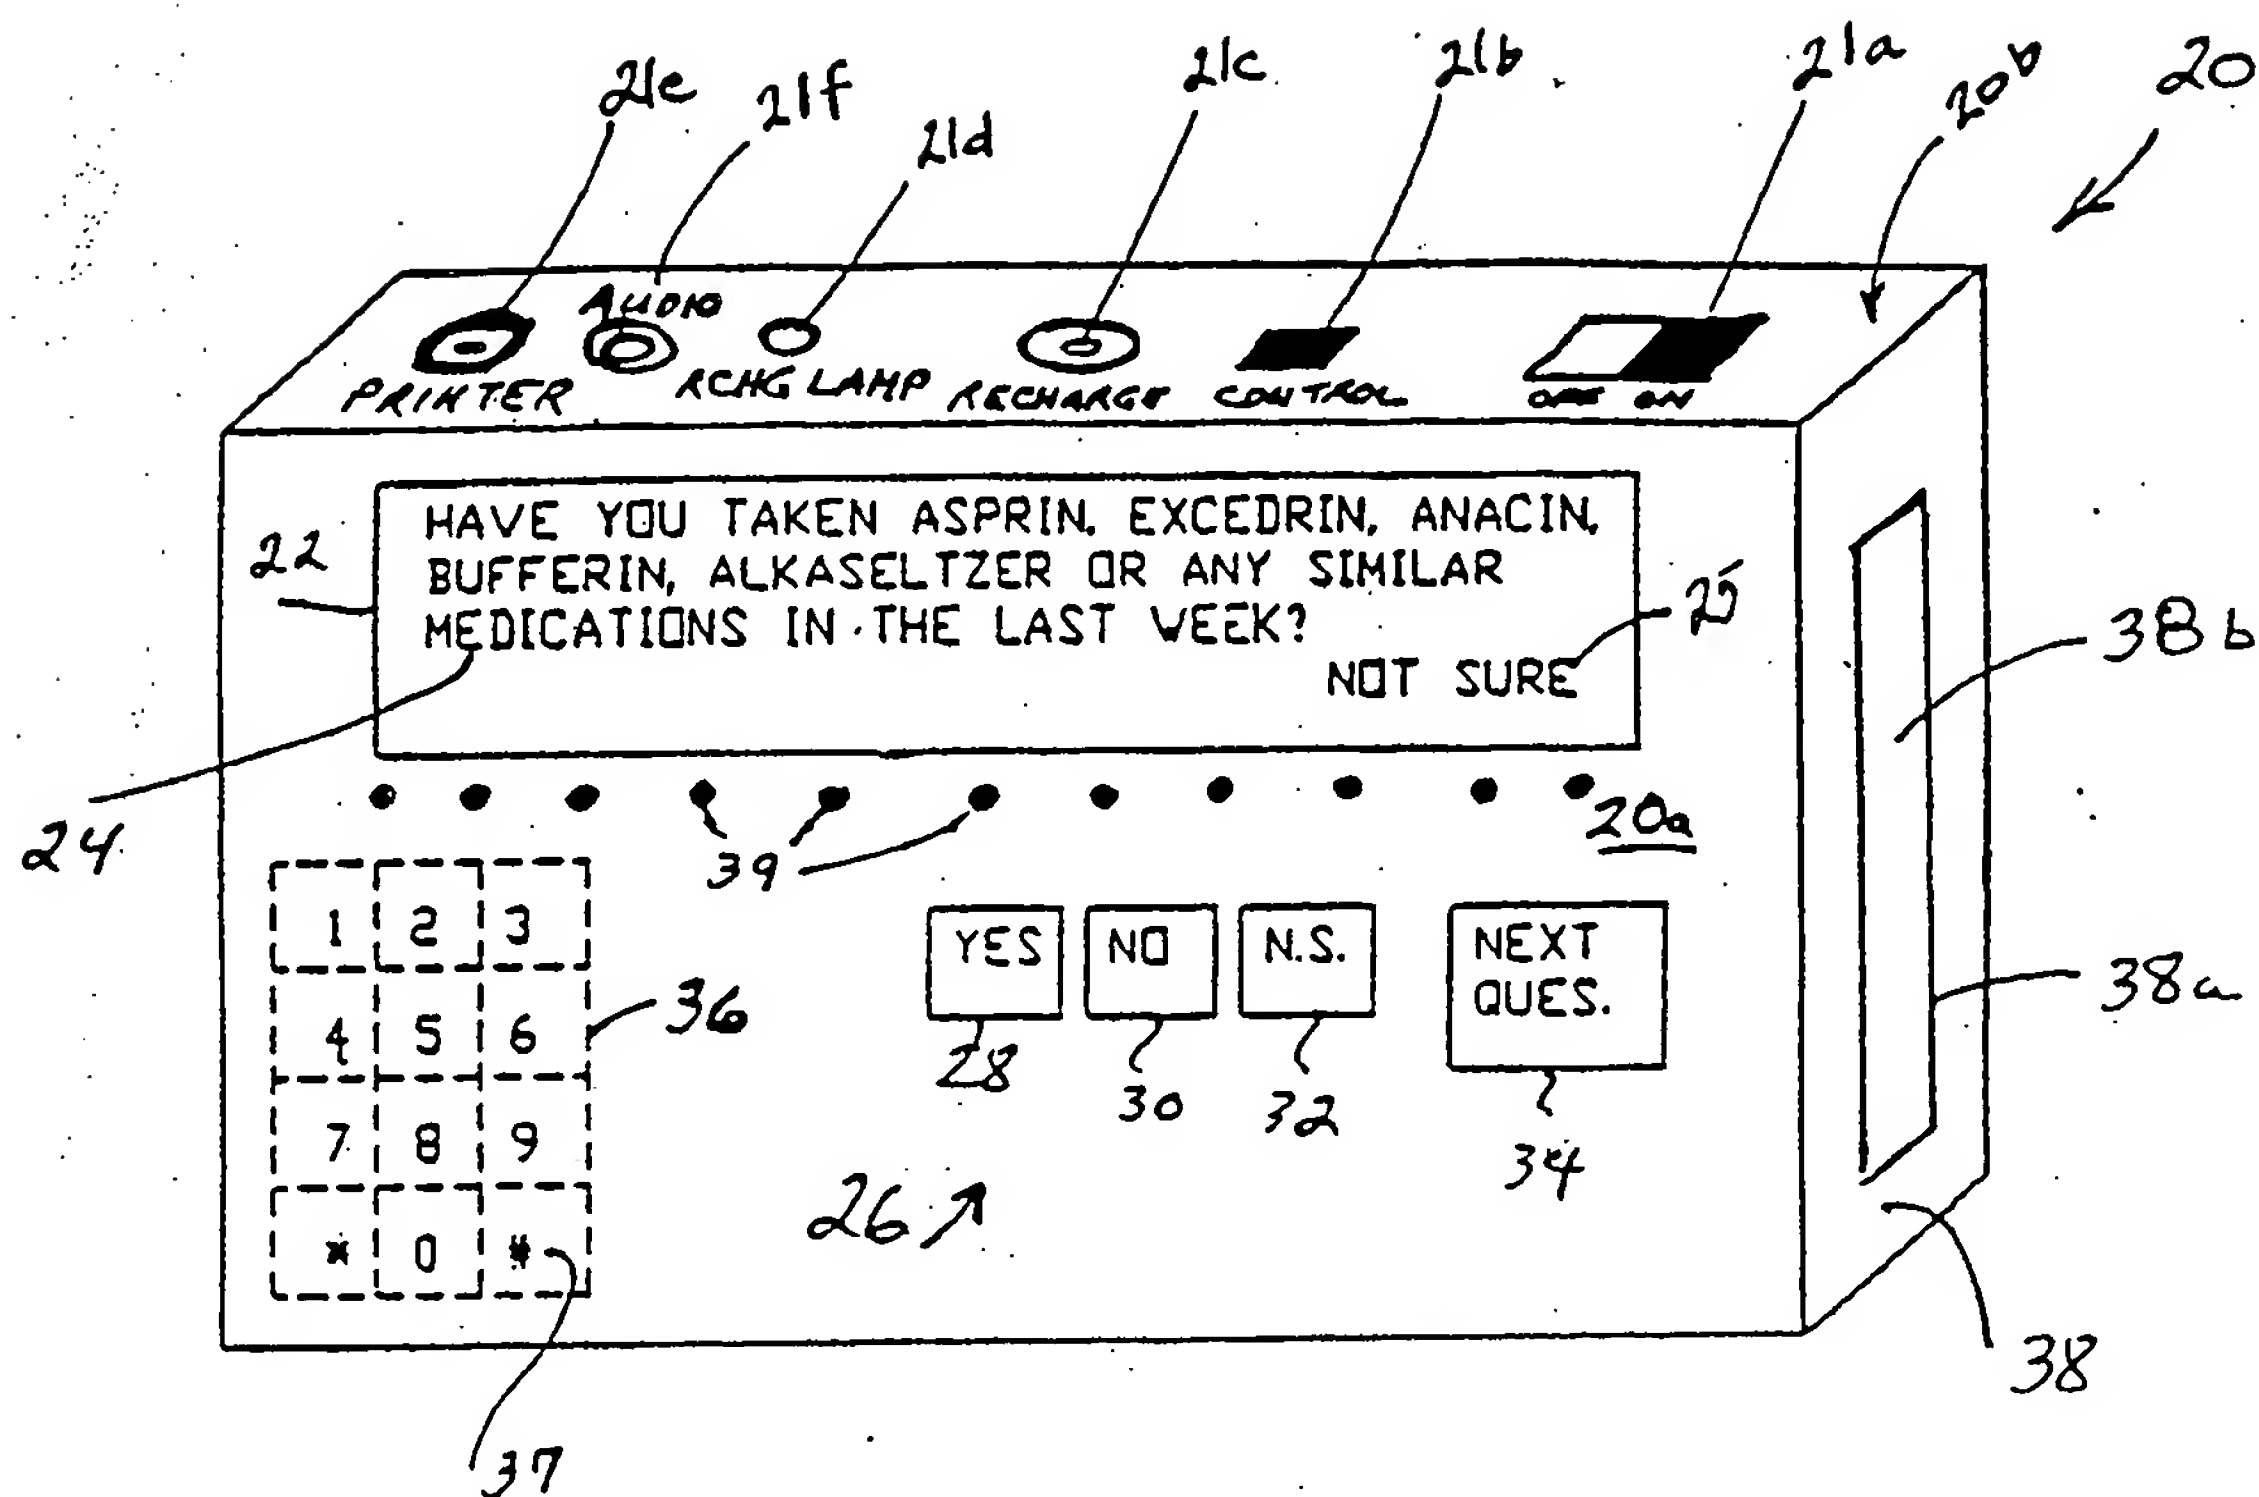 21e 21f 21d 21c 21b 21a 20b 20
AUDIO
PRINTER RCHG LAMP RECHARGE CONTROL OFF ON
HAVE YOU TAKEN ASPRIN, EXCEDRIN, ANACIN,
BUFFERIN, ALKASELTZER OR ANY SIMILAR
MEDICATIONS IN THE LAST WEEK?
NOT SURE
22
25
38b
24
39
20a
1 2 3
4 5 6
7 8 9
* 0 #
36
YES NO N.S. NEXT
QUES.
28 30 32 34
38a
26
38
37